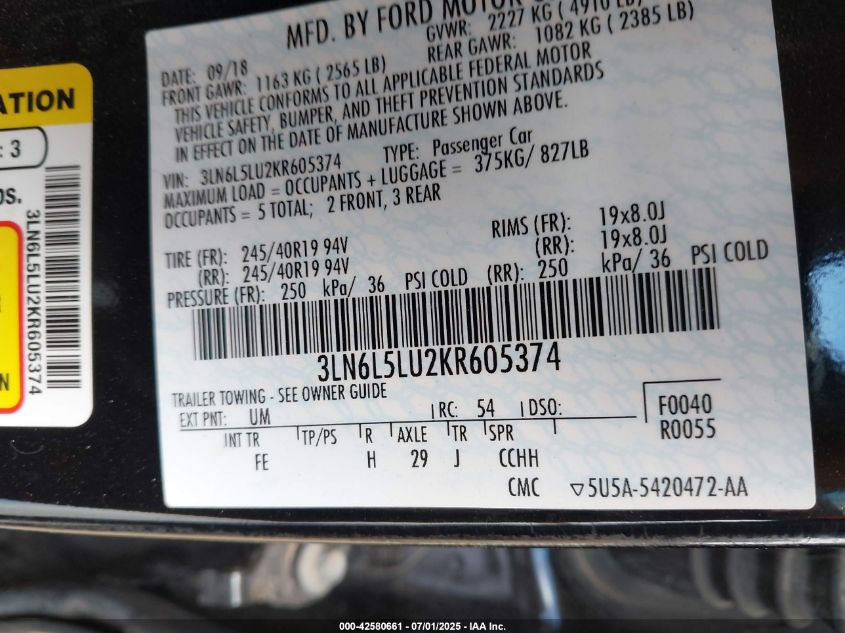 MFD. BY FORD MOTOR
DATE: 09/18 GVWR: 2227 KG ( 4910 LB)
FRONT GAWR: 1163 KG ( 2565 LB) REAR GAWR: 1082 KG ( 2385 LB)
THIS VEHICLE CONFORMS TO ALL APPLICABLE FEDERAL MOTOR
VEHICLE SAFETY, BUMPER, AND THEFT PREVENTION STANDARDS
IN EFFECT ON THE DATE OF MANUFACTURE SHOWN ABOVE.
VIN: 3LN6L5LU2KR605374 TYPE: Passenger Car
MAXIMUM LOAD = OCCUPANTS + LUGGAGE = 375KG/ 827LB
OCCUPANTS = 5 TOTAL; 2 FRONT, 3 REAR
TIRE (FR): 245/40R19 94V RIMS (FR): 19x8.0J
(RR): 245/40R19 94V (RR): 19x8.0J
PRESSURE (FR): 250 kPa/ 36 PSI COLD (RR): 250 kPa/ 36 PSI COLD
3LN6L5LU2KR605374
TRAILER TOWING - SEE OWNER GUIDE
EXT PNT: UM RC: 54 DSO: F0040
R0055
INT TR TP/PS R AXLE TR SPR
FE H 29 J CCHH
CMC ▽5U5A-5420472-AA
ATION
: 3
OS.
N
3LN6L5LU2KR605374
000-42580661 - 07/01/2025 - IAA Inc.